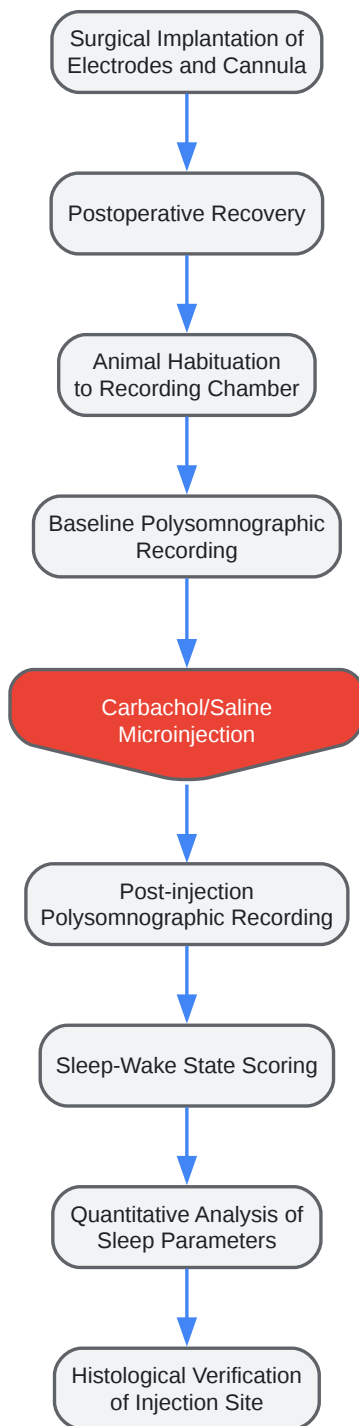 Surgical Implantation of
Electrodes and Cannula
Postoperative Recovery
Animal Habituation
to Recording Chamber
Baseline Polysomnographic
Recording
Carbachol/Saline
Microinjection
Post-injection
Polysomnographic Recording
Sleep-Wake State Scoring
Quantitative Analysis of
Sleep Parameters
Histological Verification
of Injection Site